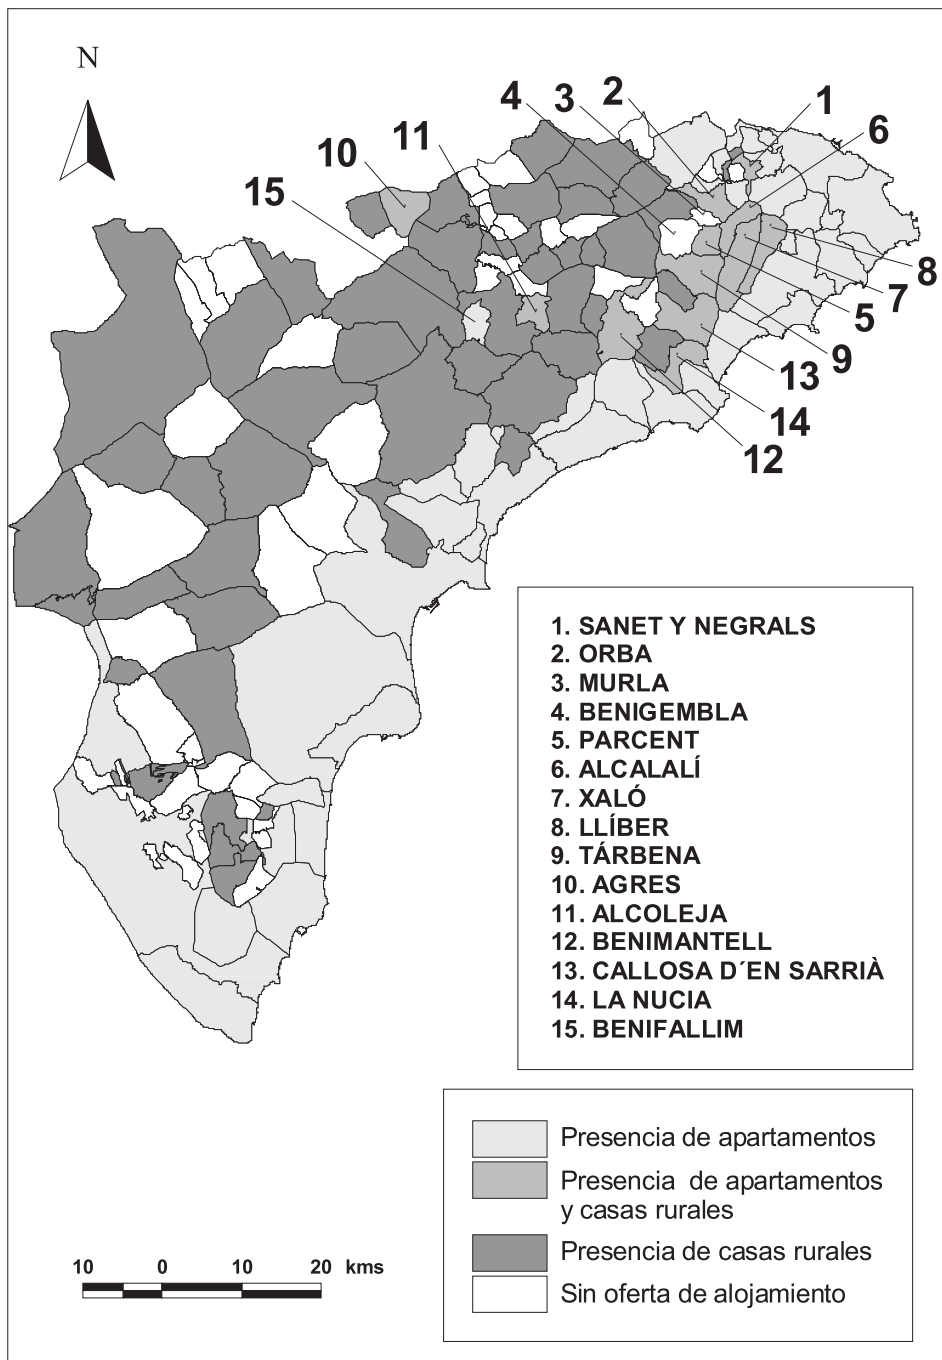 N
1
2
3
4
6
11
10
15
8
7
5
9
13
14
12
1. SANET Y NEGRALS
2. ORBA
3. MURLA
4. BENIGEMBLA
5. PARCENT
6. ALCALALÍ
7. XALÓ
8. LLÍBER
9. TÁRBENA
10. AGRES
11. ALCOLEJA
12. BENIMANTELL
13. CALLOSA D´EN SARRIÀ
14. LA NUCIA
15. BENIFALLIM
Presencia de apartamentos
Presencia de apartamentos
y casas rurales
Presencia de casas rurales
Sin oferta de alojamiento
10 0 10 20 kms